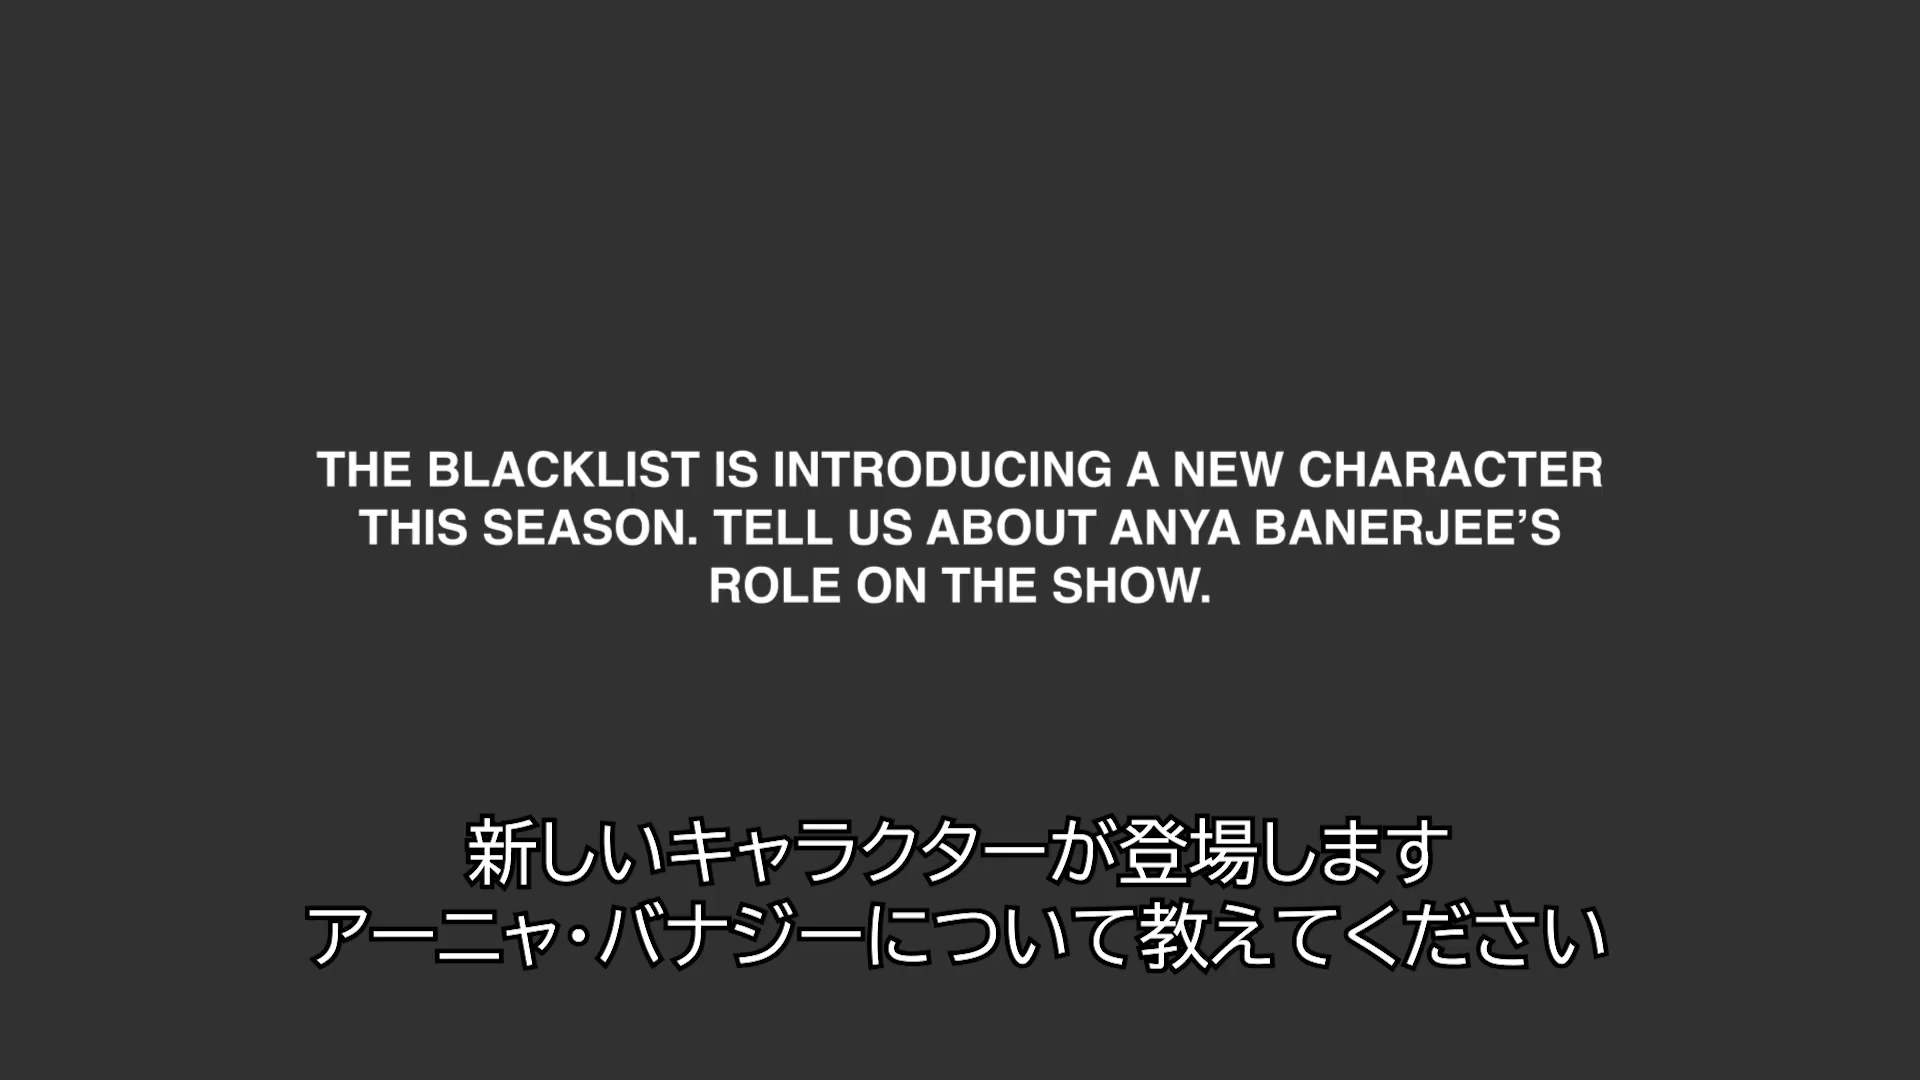 THE BLACKLIST IS INTRODUCING A NEW CHARACTER
THIS SEASON. TELL US ABOUT ANYA BANERJEE’S
ROLE ON THE SHOW.
新しいキャラクターが登場します
アーニャ・バナジーについて教えてください